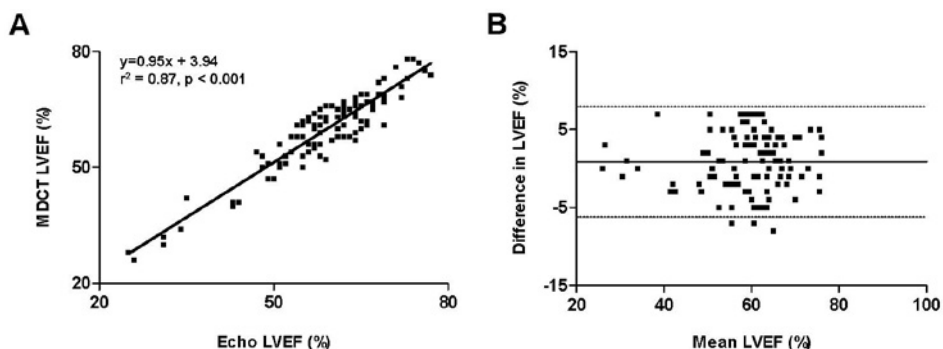 A
B
y=0.95x + 3.94
r² = 0.87, p < 0.001
MDCT LVEF (%)
80
50
20
20 50 80
Echo LVEF (%)
Difference in LVEF (%)
15
5
-5
-15
20 40 60 80 100
Mean LVEF (%)